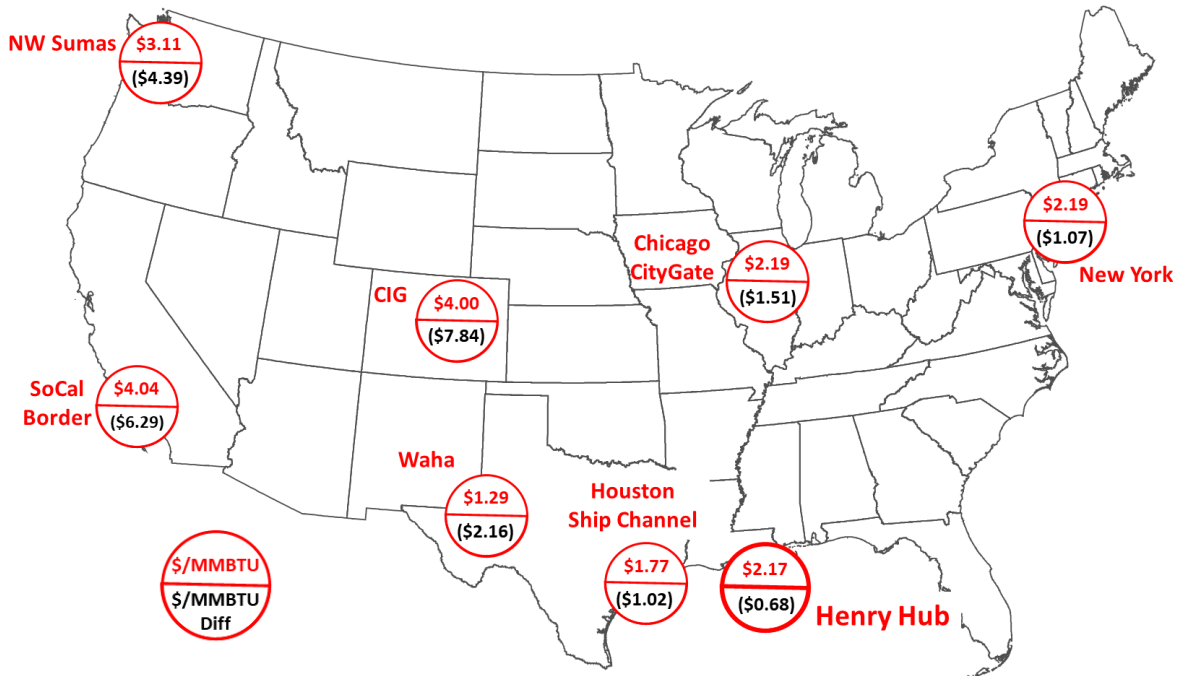 NW Sumas
$3.11
($4.39)
$2.19
($1.07)
New York
Chicago
CityGate
$2.19
($1.51)
CIG
$4.00
($7.84)
SoCal
Border
$4.04
($6.29)
Waha
$1.29
($2.16)
Houston
Ship Channel
$1.77
($1.02)
$2.17
($0.68)
Henry Hub
$/MMBTU
$/MMBTU
Diff